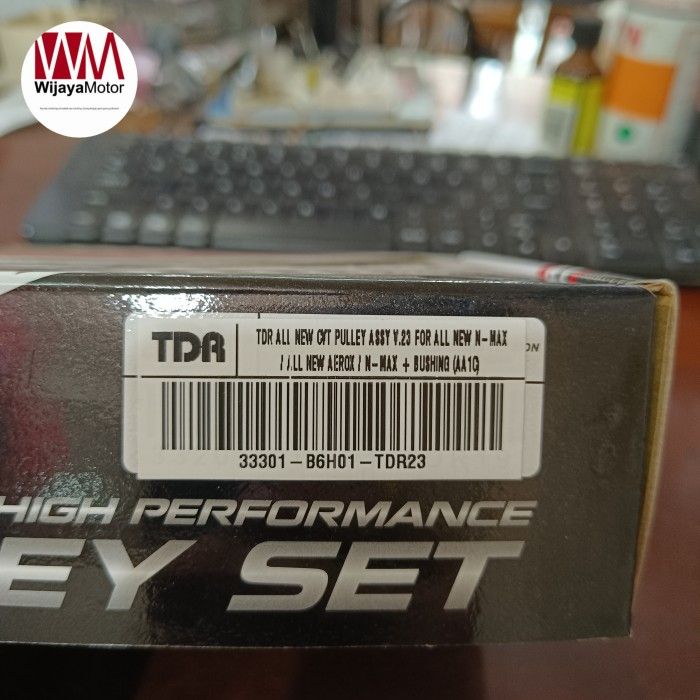 WM
WijayaMotor
TDR
TDR ALL NEW CVT PULLEY ASSY V.23 FOR ALL NEW N-MAX
/ ALL NEW AEROX / N-MAX + BUSHING (AA1C)
ON
33301-B6H01-TDR23
HIGH PERFORMANCE
EY SET